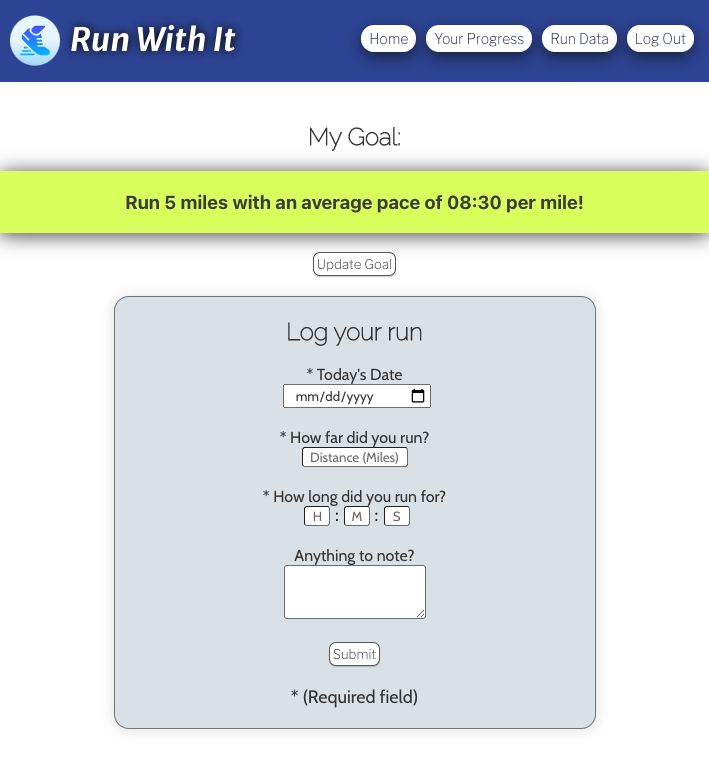 Run With It
Home Your Progress Run Data Log Out
My Goal:
Run 5 miles with an average pace of 08:30 per mile!
Update Goal
Log your run
* Today's Date
mm/dd/yyyy
* How far did you run?
Distance (Miles)
* How long did you run for?
H : M : S
Anything to note?
Submit
* (Required field)